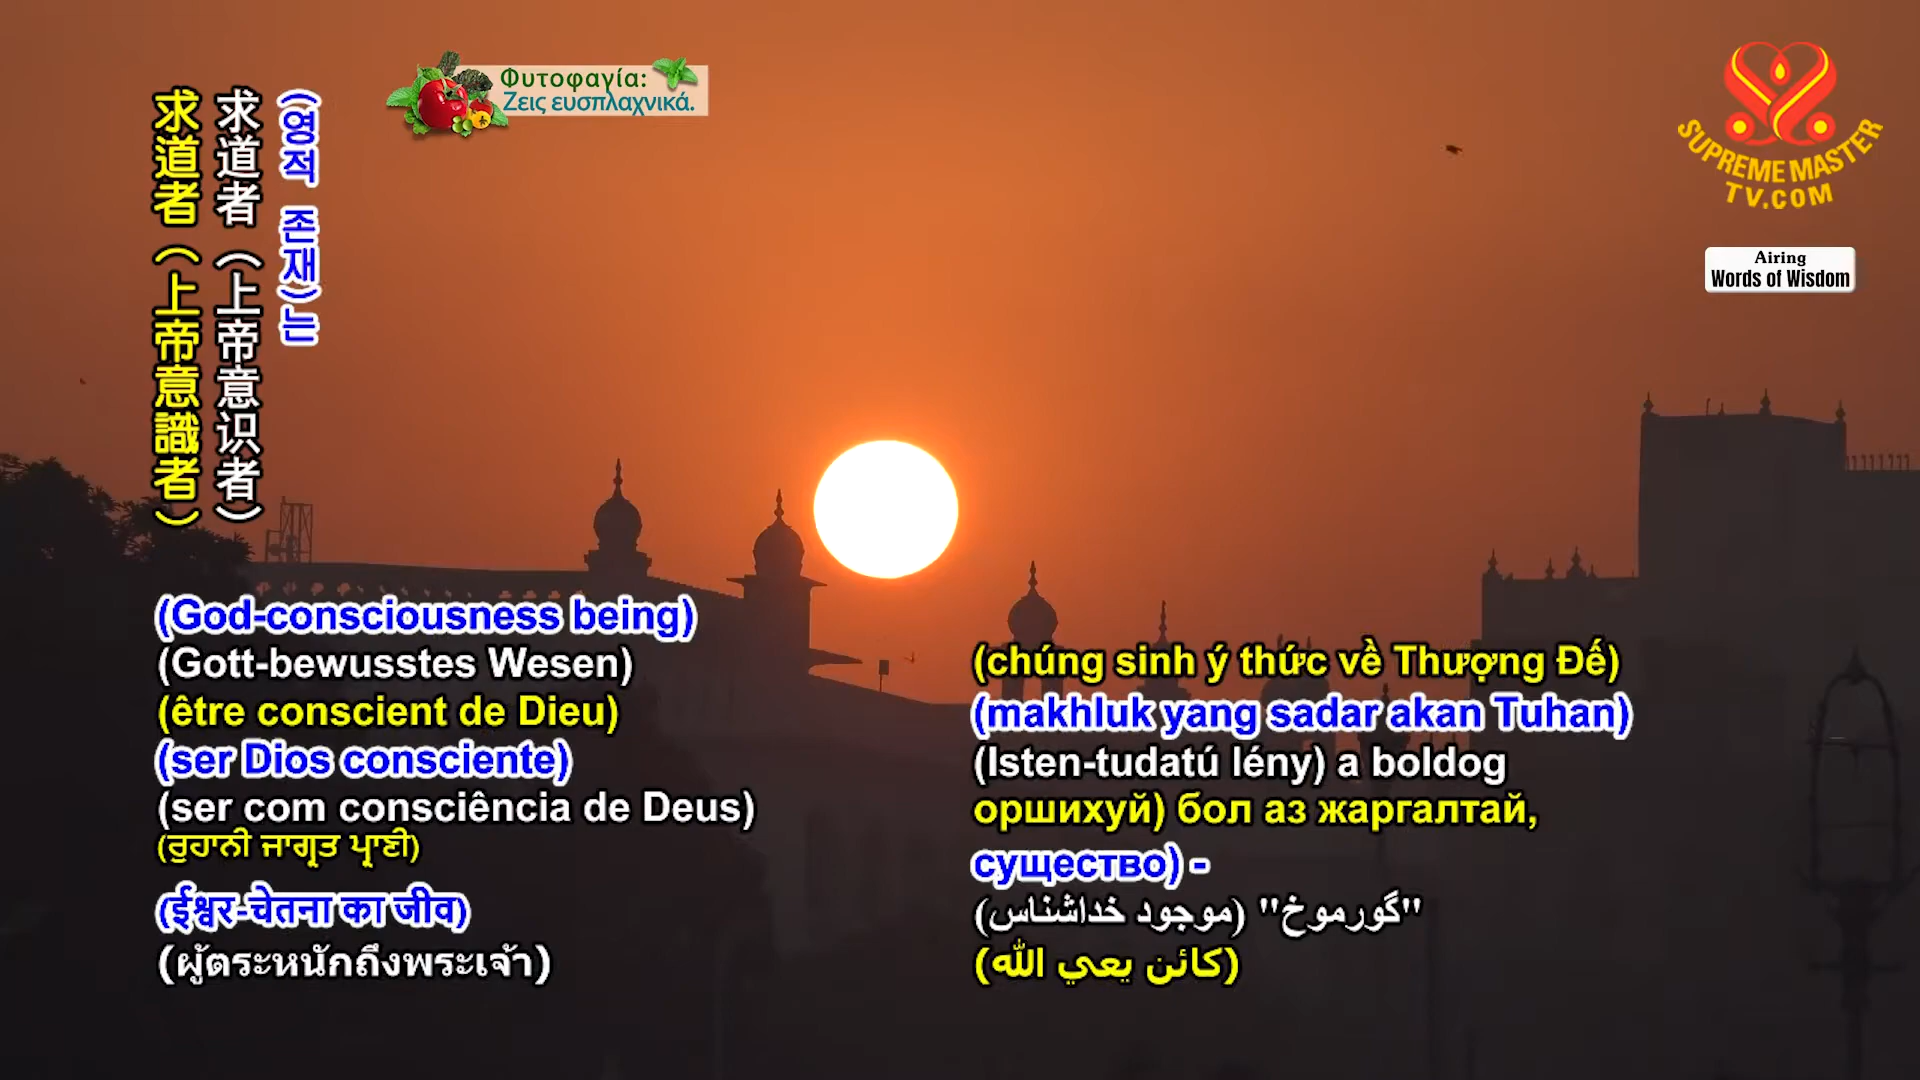 求道者（上帝意識者）
求道者（上帝意识者）
(영적 존재)는
Φυτοφαγία:
Ζεις ευσπλαχνικά.
SUPREME MASTER
TV.COM
Airing
Words of Wisdom
(God-consciousness being)
(Gott-bewusstes Wesen)
(être conscient de Dieu)
(ser Dios consciente)
(ser com consciência de Deus)
(ਰੁਹਾਨੀ ਜਾਗ੍ਰਤ ਪ੍ਰਾਣੀ)
(ईश्वर-चेतना का जीव)
(ผู้ตระหนักถึงพระเจ้า)
(chúng sinh ý thức về Thượng Đế)
(makhluk yang sadar akan Tuhan)
(Isten-tudatú lény) a boldog
оршихуй) бол аз жаргалтай,
существо) -
"گورموخ" (موجود خداشناس)
(كائن يعي الله)